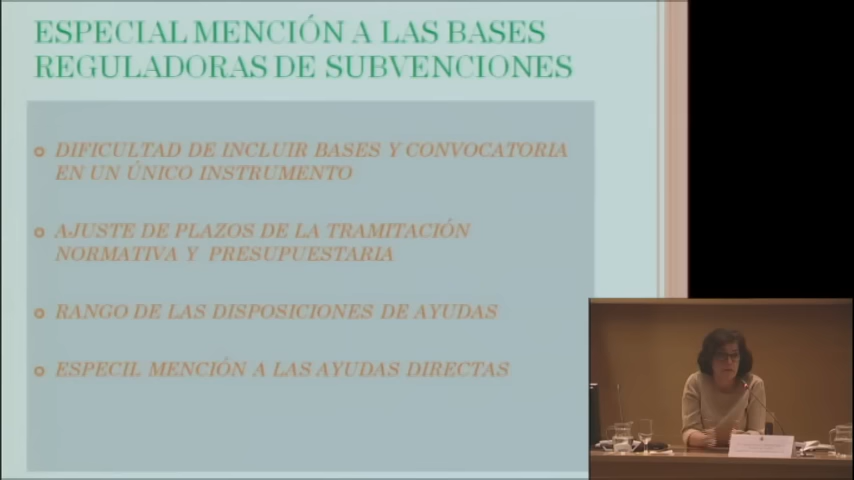 ESPECIAL MENCIÓN A LAS BASES
REGULADORAS DE SUBVENCIONES
DIFICULTAD DE INCLUIR BASES Y CONVOCATORIA
EN UN ÚNICO INSTRUMENTO
AJUSTE DE PLAZOS DE LA TRAMITACIÓN
NORMATIVA Y PRESUPUESTARIA
RANGO DE LAS DISPOSICIONES DE AYUDAS
ESPECIL MENCIÓN A LAS AYUDAS DIRECTAS